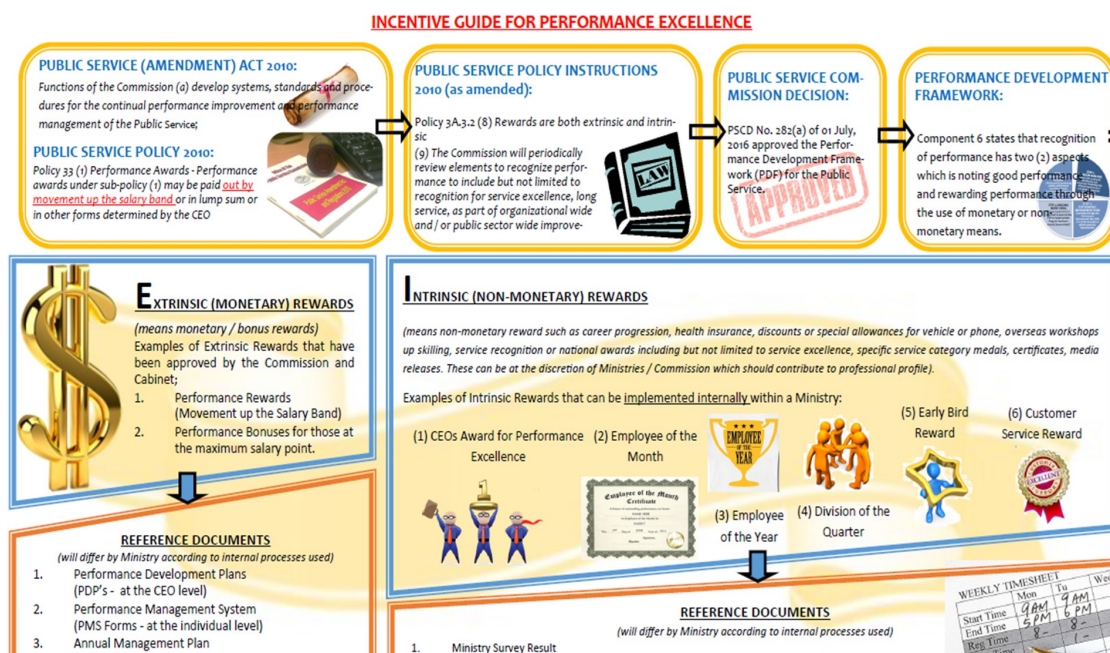 INCENTIVE GUIDE FOR PERFORMANCE EXCELLENCE
PUBLIC SERVICE (AMENDMENT) ACT 2010:
Functions of the Commission (a) develop systems, standards and proce-
dures for the continual performance improvement and performance
management of the Public Service;
PUBLIC SERVICE POLICY 2010:
Policy 33 (1) Performance Awards - Performance
awards under sub-policy (1) may be paid out by
movement up the salary band or in lump sum or
in other forms determined by the CEO
PUBLIC SERVICE POLICY INSTRUCTIONS
2010 (as amended):
Policy 3A.3.2 (8) Rewards are both extrinsic and intrin-
sic
(9) The Commission will periodically
review elements to recognize perfor-
mance to include but not limited to
recognition for service excellence, long
service, as part of organizational wide
and / or public sector wide improve-
LAW
PUBLIC SERVICE COM-
MISSION DECISION:
PSCD No. 282(a) of 01 July,
2016 approved the Perfor-
mance Development Frame-
work (PDF) for the Public
Service.
APPROVED
PERFORMANCE DEVELOPMENT
FRAMEWORK:
Component 6 states that recognition
of performance has two (2) aspects
which is noting good performance
and rewarding performance through
the use of monetary or non-
monetary means.
EXTRINSIC (MONETARY) REWARDS
(means monetary / bonus rewards)
Examples of Extrinsic Rewards that have
been approved by the Commission and
Cabinet;
1. Performance Rewards
(Movement up the Salary Band)
2. Performance Bonuses for those at
the maximum salary point.
INTRINSIC (NON-MONETARY) REWARDS
(means non-monetary reward such as career progression, health insurance, discounts or special allowances for vehicle or phone, overseas workshops
up skilling, service recognition or national awards including but not limited to service excellence, specific service category medals, certificates, media
releases. These can be at the discretion of Ministries / Commission which should contribute to professional profile).
Examples of Intrinsic Rewards that can be implemented internally within a Ministry:
(1) CEOs Award for Performance
Excellence
1
(2) Employee of the
Month
Employee of the Month
Certificate
EMPLOYEE
OF THE
YEAR
(3) Employee
of the Year
(4) Division of the
Quarter
(5) Early Bird
Reward
(6) Customer
Service Reward
EXCELLENT
REFERENCE DOCUMENTS
(will differ by Ministry according to internal processes used)
1. Performance Development Plans
(PDP's - at the CEO level)
2. Performance Management System
(PMS Forms - at the individual level)
3. Annual Management Plan
REFERENCE DOCUMENTS
(will differ by Ministry according to internal processes used)
1. Ministry Survey Result
WEEKLY TIMESHEET
Mon Tu Wed
Start Time 9AM 9AM
End Time 5PM 6PM
Reg Time 8- 8-
1-